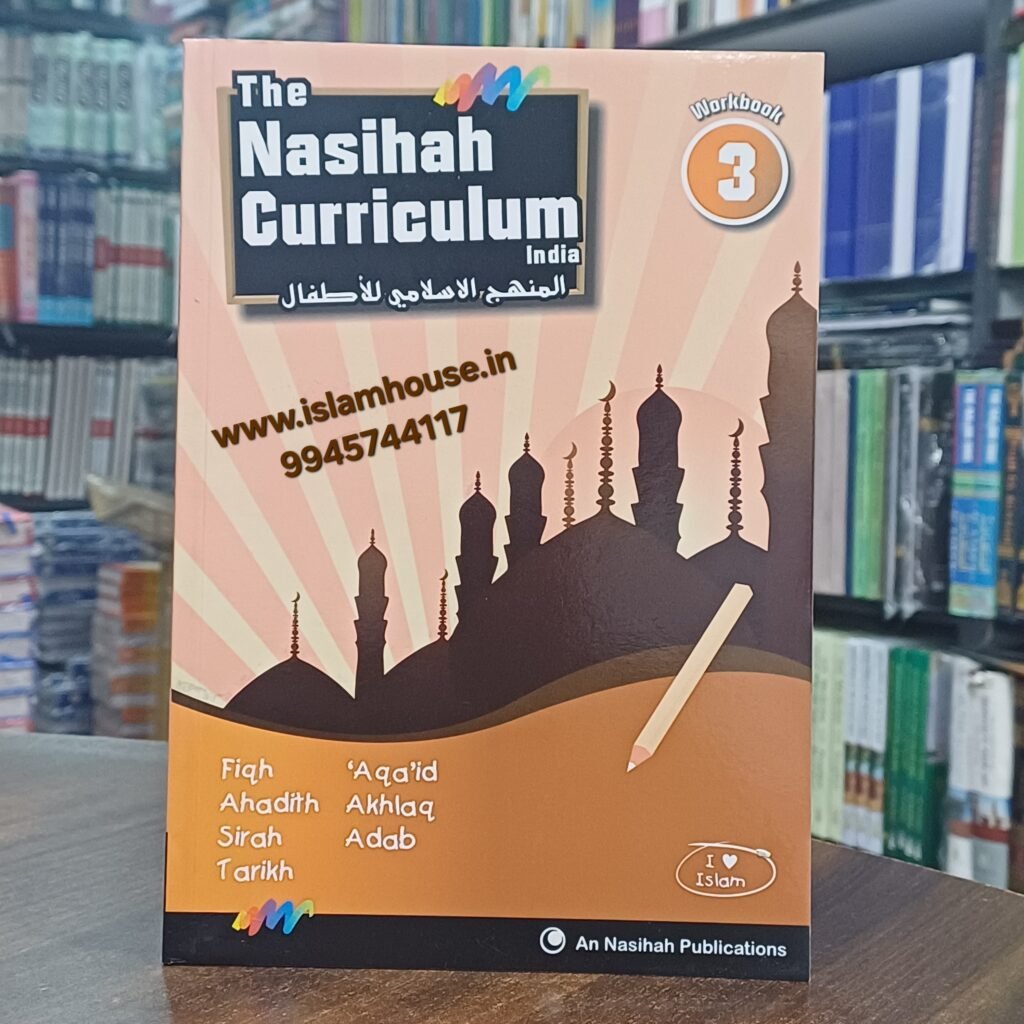 The
Nasihah
Curriculum
India
المنهج الاسلامي للأطفال
Workbook
3
www.islamhouse.in
9945744117
Fiqh
Ahadith
Sirah
Tarikh
'Aqa'id
Akhlaq
Adab
I ♥
Islam
An Nasihah Publications